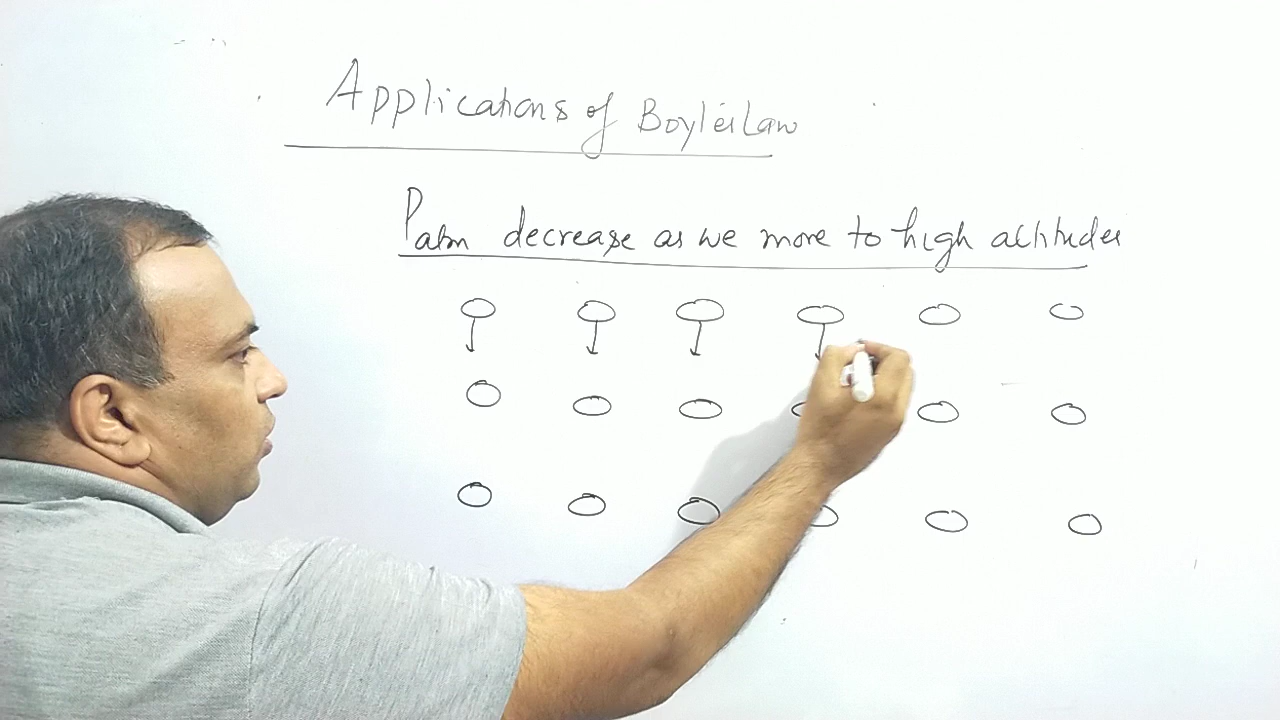 Applications of Boyle's Law
Patm decrease as we move to high altitudes